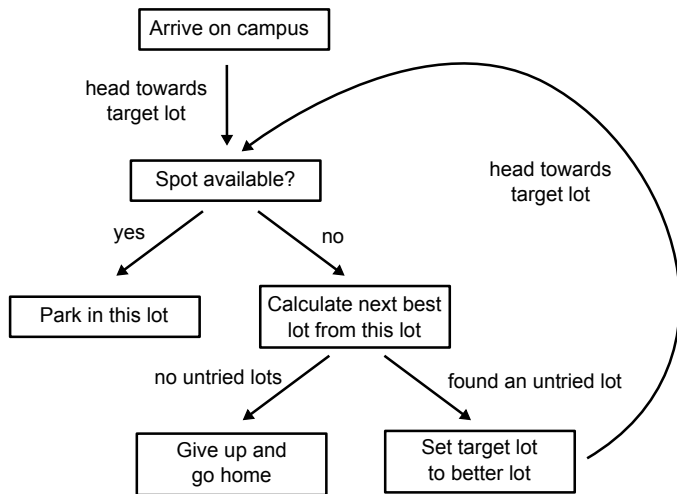 Arrive on campus
head towards
target lot
Spot available?
head towards
target lot
yes
no
Park in this lot
Calculate next best
lot from this lot
no untried lots
found an untried lot
Give up and
go home
Set target lot
to better lot